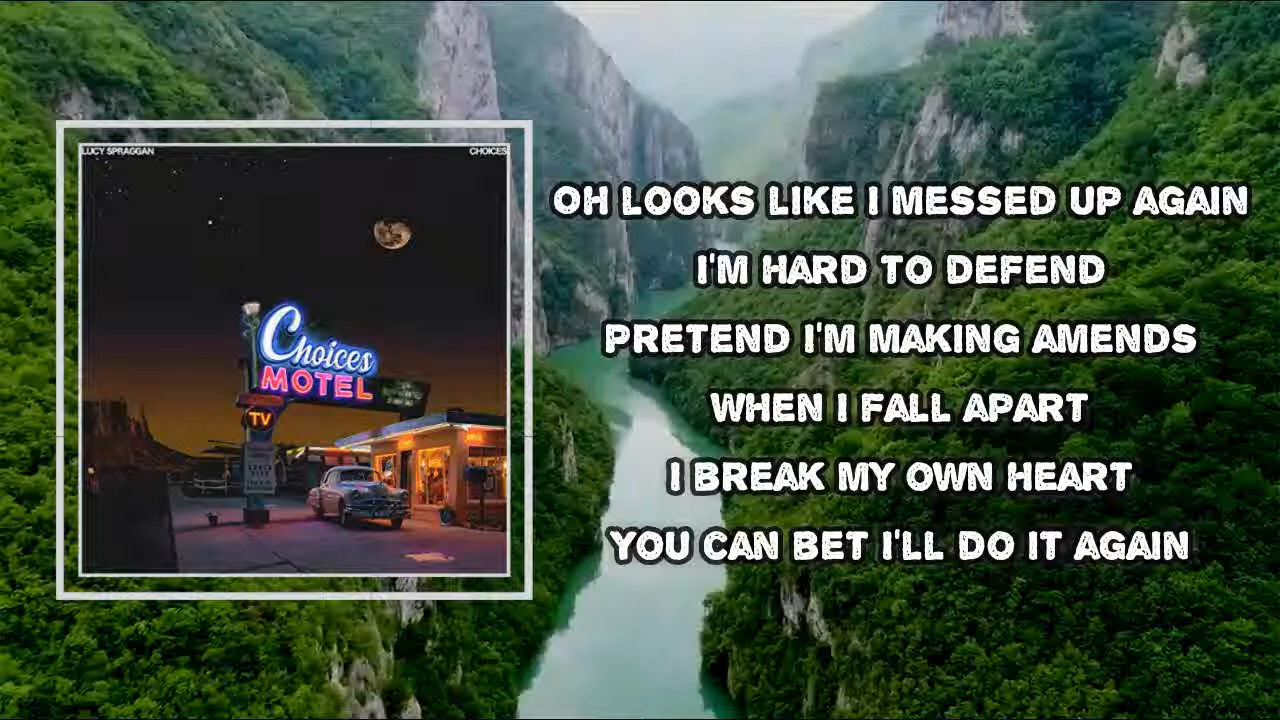 LUCY SPRAGGAN
CHOICES
Choices
MOTEL
TV
OH LOOKS LIKE I MESSED UP AGAIN
I'M HARD TO DEFEND
PRETEND I'M MAKING AMENDS
WHEN I FALL APART
I BREAK MY OWN HEART
YOU CAN BET I'LL DO IT AGAIN